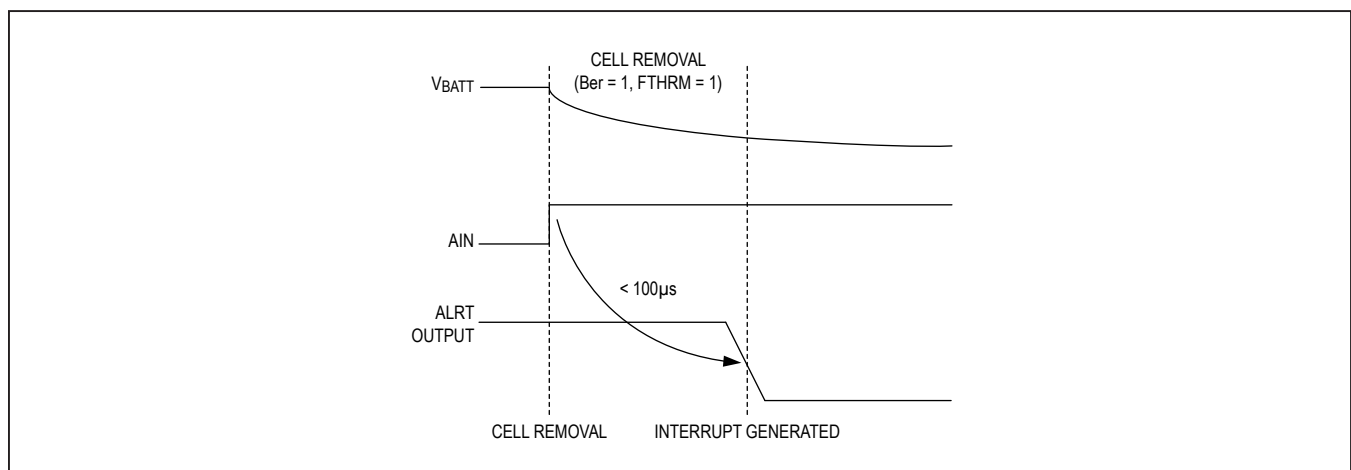 CELL REMOVAL
(Ber = 1, FTHRM = 1)
VBATT
AIN
< 100µs
ALRT
OUTPUT
CELL REMOVAL
INTERRUPT GENERATED